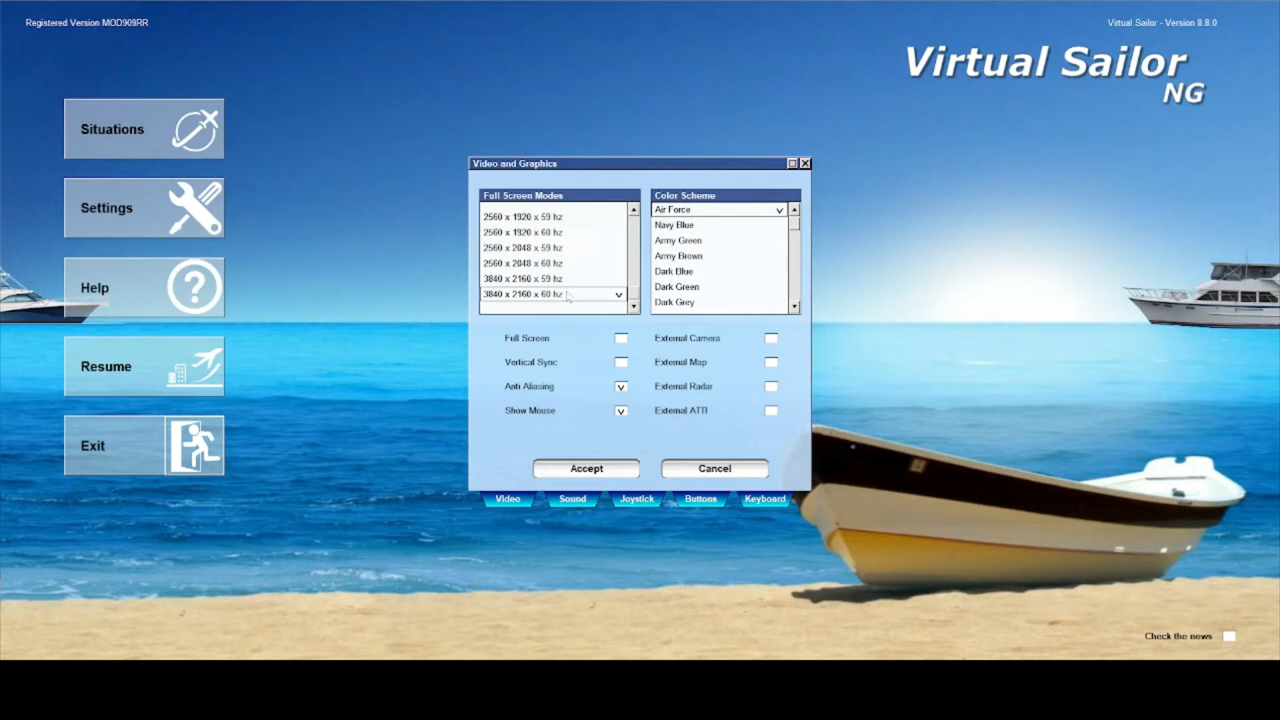 Registered Version MOD909RR
Virtual Sailor - Version 8.8.0
Virtual Sailor
NG
Situations
Settings
Help
Resume
Exit
Video and Graphics
Full Screen Modes
2560 x 1920 x 59 hz
2560 x 1920 x 60 hz
2560 x 2048 x 59 hz
2560 x 2048 x 60 hz
3840 x 2160 x 59 hz
3840 x 2160 x 60 hz
Color Scheme
Air Force
Navy Blue
Army Green
Army Brown
Dark Blue
Dark Green
Dark Grey
Full Screen
External Camera
Vertical Sync
External Map
Anti Aliasing
External Radar
Show Mouse
External ATTI
Accept
Cancel
Video
Sound
Joystick
Buttons
Keyboard
Check the news